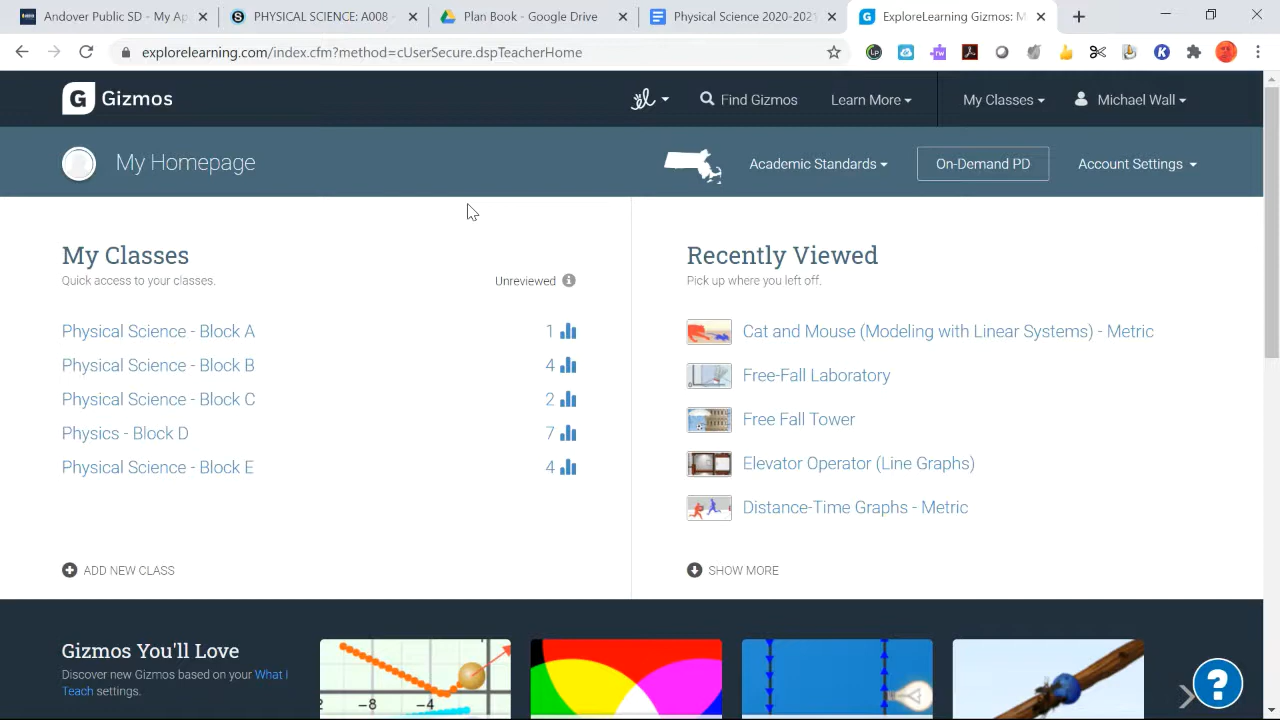 Andover Public SD - My Home
PHYSICAL SCIENCE: A008 -
Plan Book - Google Drive
Physical Science 2020-2021
ExploreLearning Gizmos: M
explorelearning.com/index.cfm?method=cUserSecure.dspTeacherHome
G Gizmos
Find Gizmos
Learn More
My Classes
Michael Wall
My Homepage
Academic Standards
On-Demand PD
Account Settings
My Classes
Quick access to your classes.
Unreviewed
Physical Science - Block A 1
Physical Science - Block B 4
Physical Science - Block C 2
Physics - Block D 7
Physical Science - Block E 4
ADD NEW CLASS
Recently Viewed
Pick up where you left off.
Cat and Mouse (Modeling with Linear Systems) - Metric
Free-Fall Laboratory
Free Fall Tower
Elevator Operator (Line Graphs)
Distance-Time Graphs - Metric
SHOW MORE
Gizmos You'll Love
Discover new Gizmos based on your What I
Teach settings.
-8 -4
?